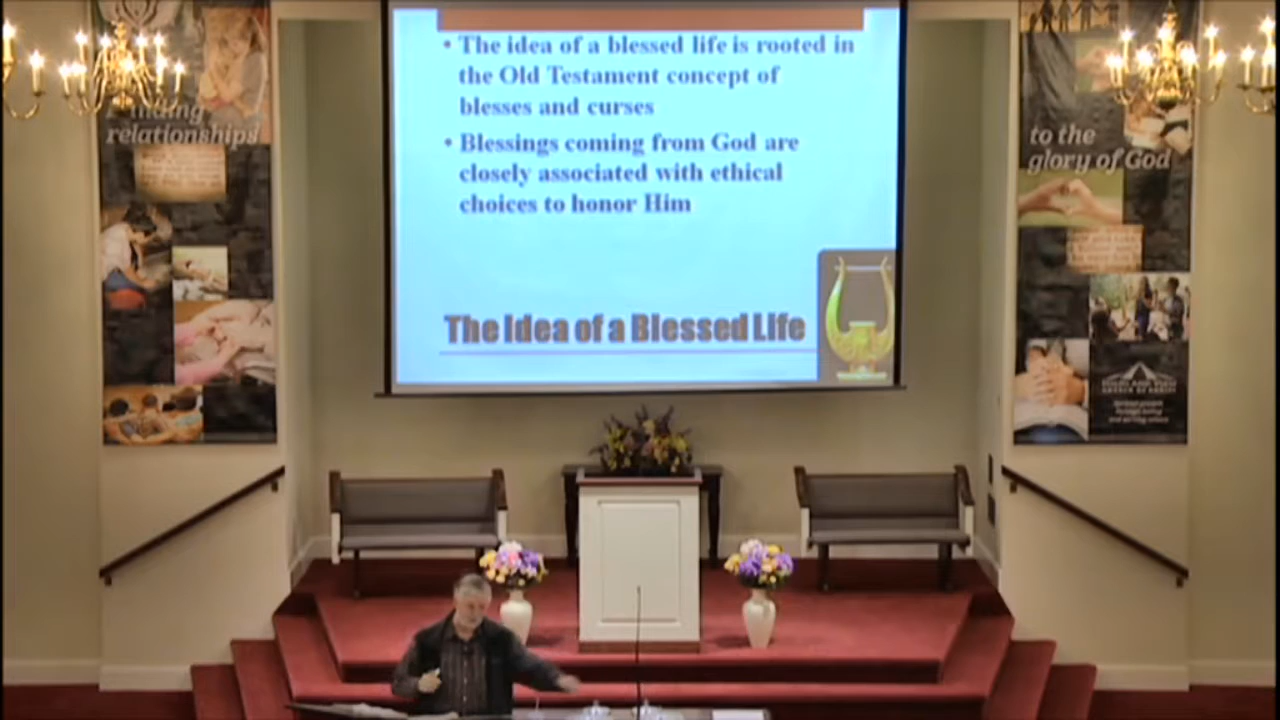 • The idea of a blessed life is rooted in
the Old Testament concept of
blesses and curses
• Blessings coming from God are
closely associated with ethical
choices to honor Him
The Idea of a Blessed Life
relationships
to the
glory of God